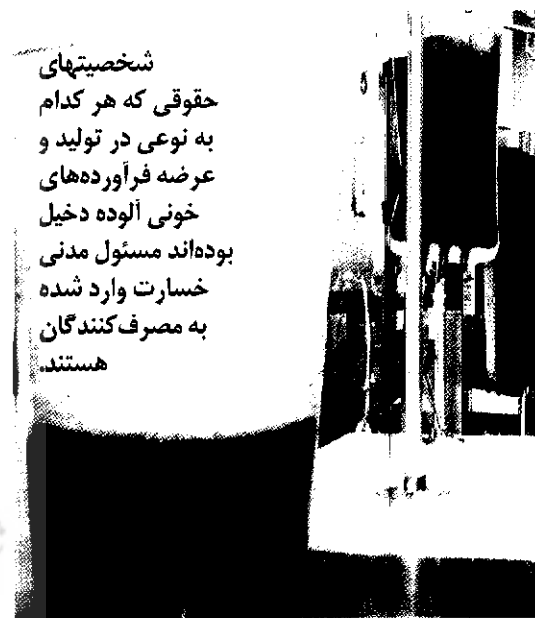 شخصیتهای
حقوقی که هر کدام
به نوعی در تولید و
عرضه فرآورده‌های
خونی آلوده دخیل
بوده‌اند مسئول مدنی
خسارت وارد شده
به مصرف‌کنندگان
هستند.